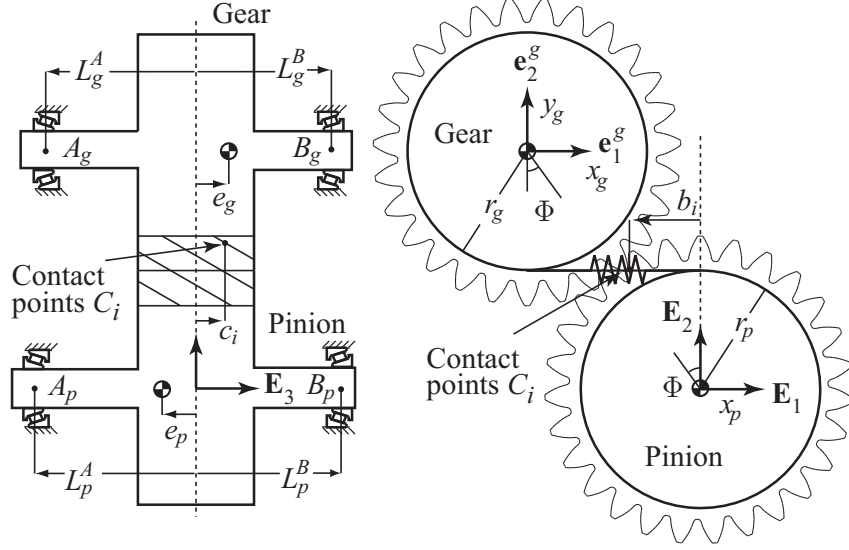 Gear
L_g^A
L_g^B
A_g
B_g
e_g
Contact
points C_i
c_i
Pinion
E_3
A_p
B_p
e_p
L_p^A
L_p^B
e_2^g
y_g
Gear
e_1^g
x_g
r_g
Φ
b_i
Contact
points C_i
E_2
r_p
Φ
x_p
E_1
Pinion